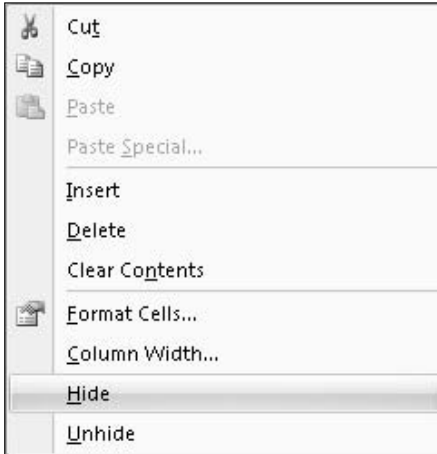 Cut
Copy
Paste
Paste Special...
Insert
Delete
Clear Contents
Format Cells...
Column Width...
Hide
Unhide